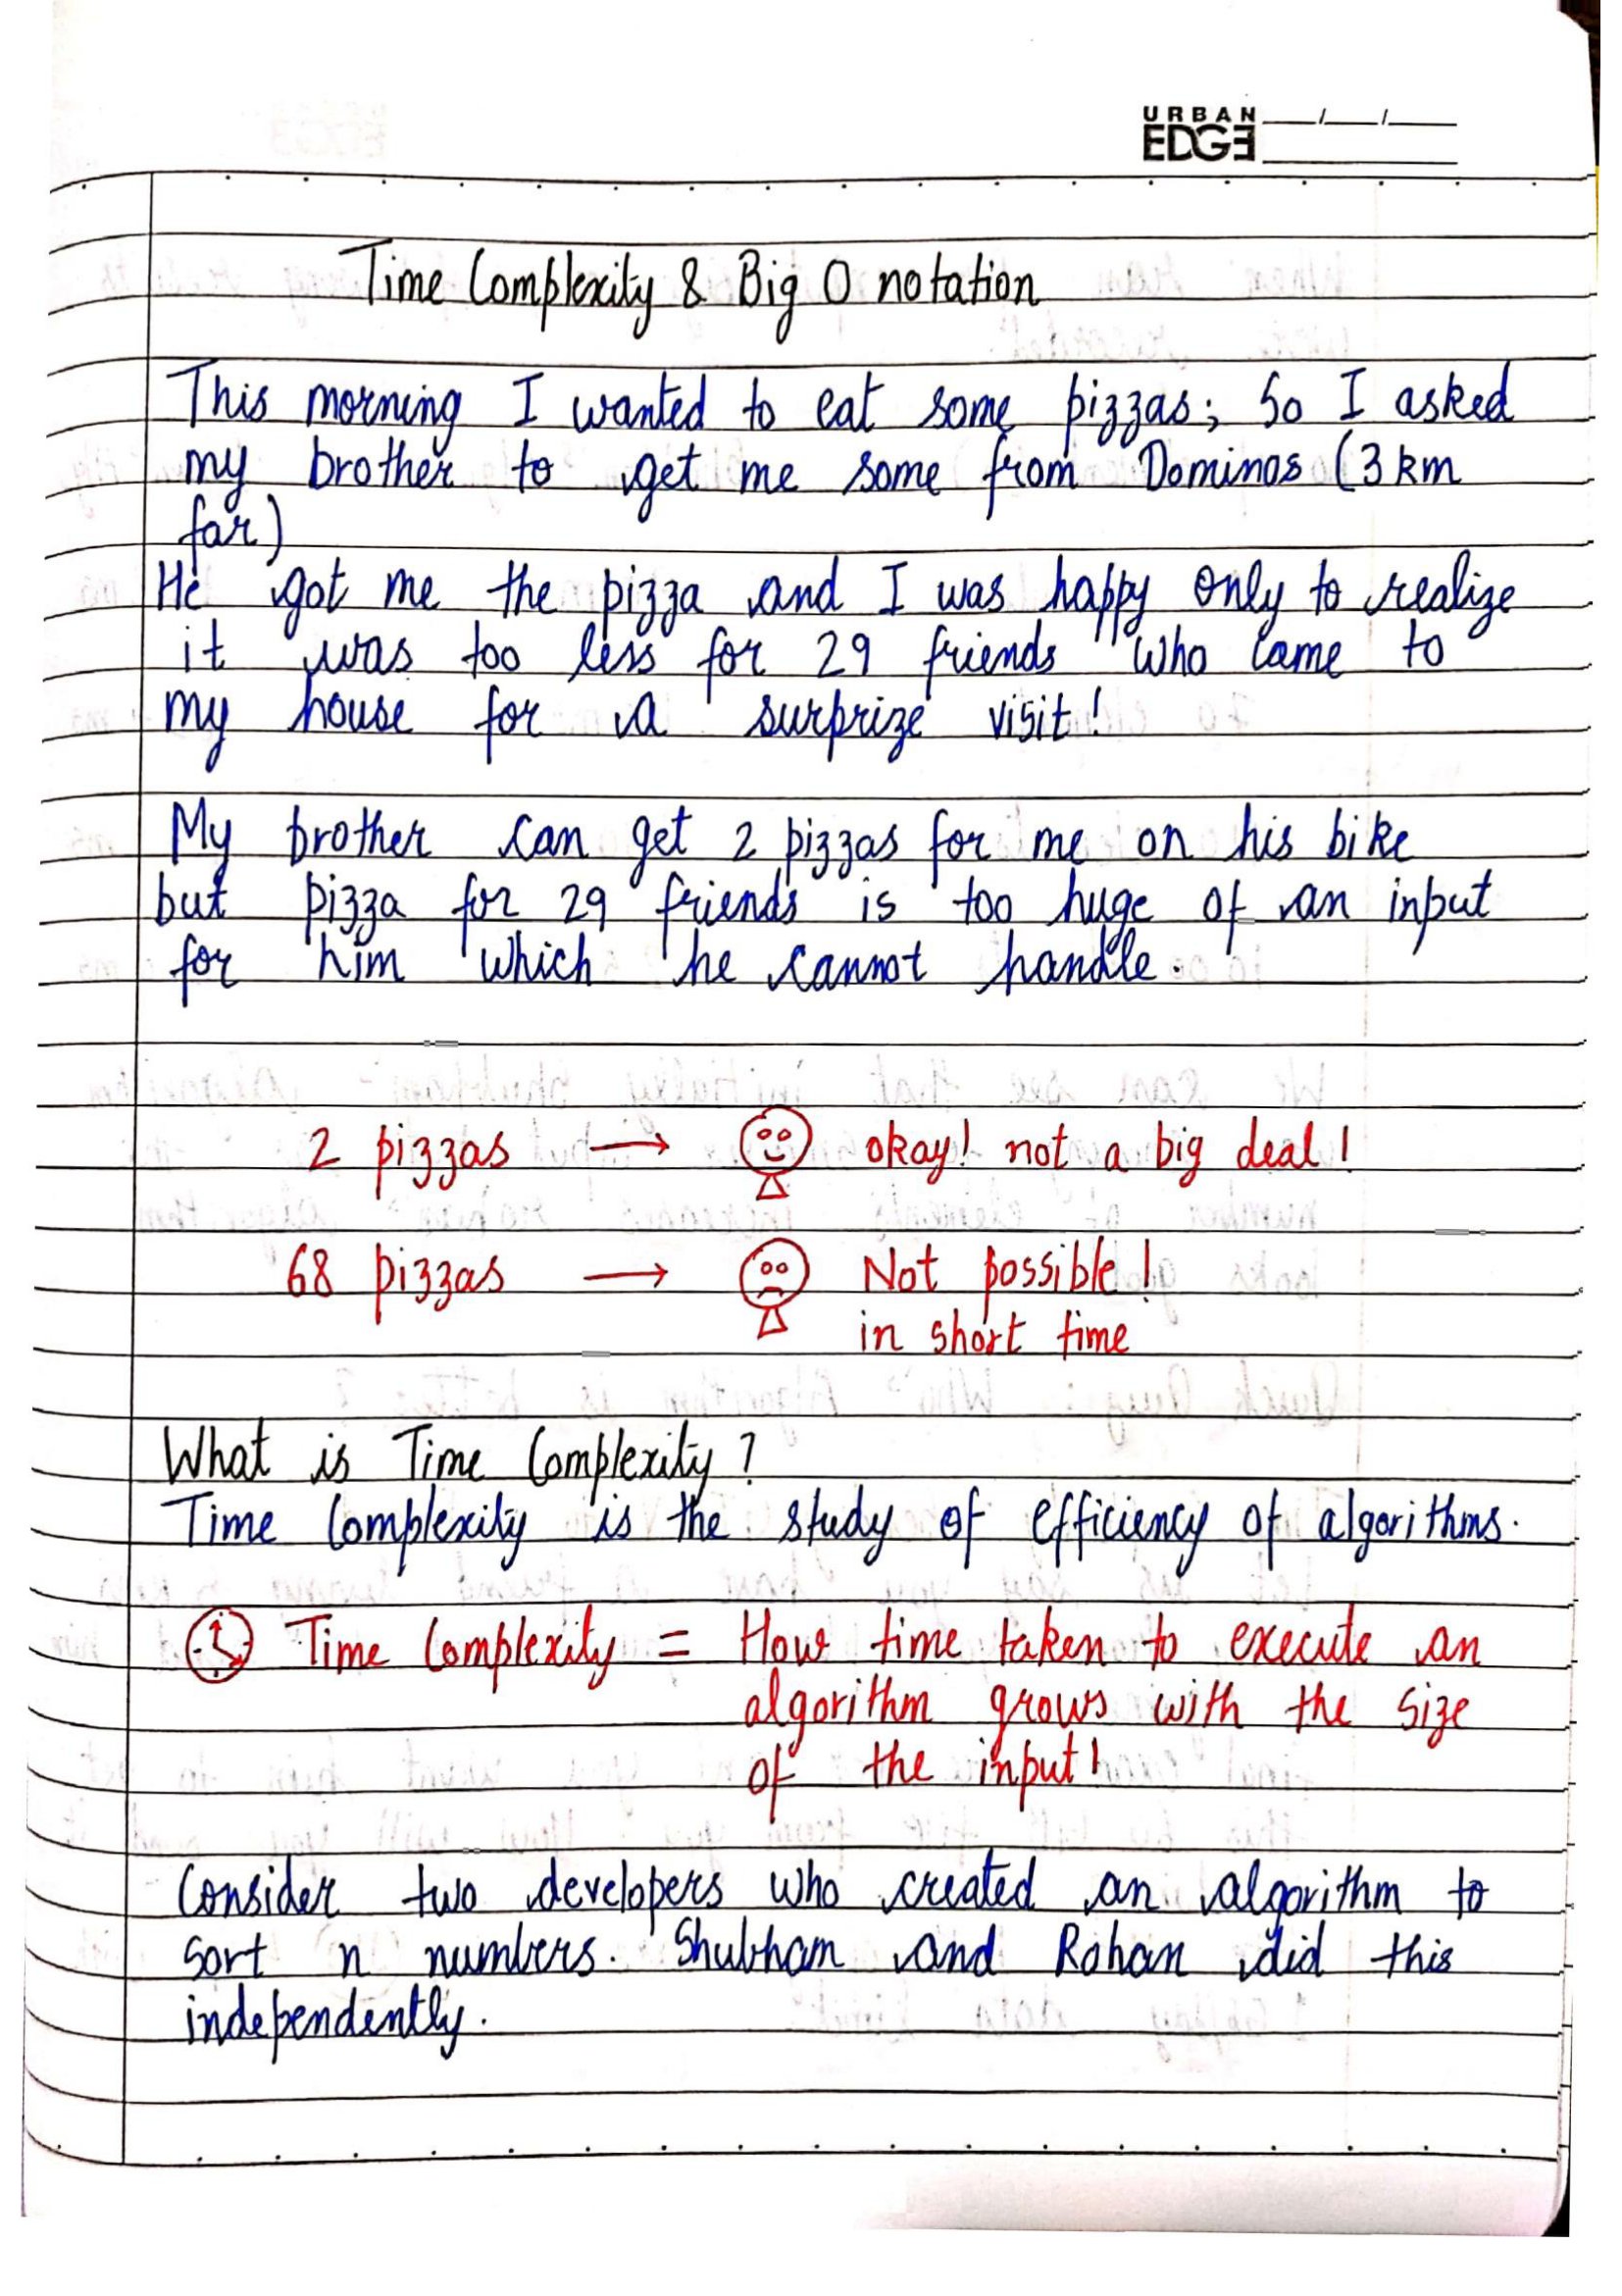 URBAN
EDGE
Time Complexity & Big O notation
This morning I wanted to eat some pizzas; So I asked
my brother to get me some from Dominos (3 km
far)
He got me the pizza and I was happy only to realize
it was too less for 29 friends who came to
my house for a surprize visit!
My brother can get 2 pizzas for me on his bike
but pizza for 29 friends is too huge of an input
for him which he cannot handle.
2 pizzas → okay! not a big deal!
68 pizzas → Not possible!
in short time
What is Time Complexity?
Time Complexity is the study of efficiency of algorithms.
Time Complexity = How time taken to execute an
algorithm grows with the size
of the input!
Consider two developers who created an algorithm to
sort n numbers. Shubham and Rohan did this
independently.